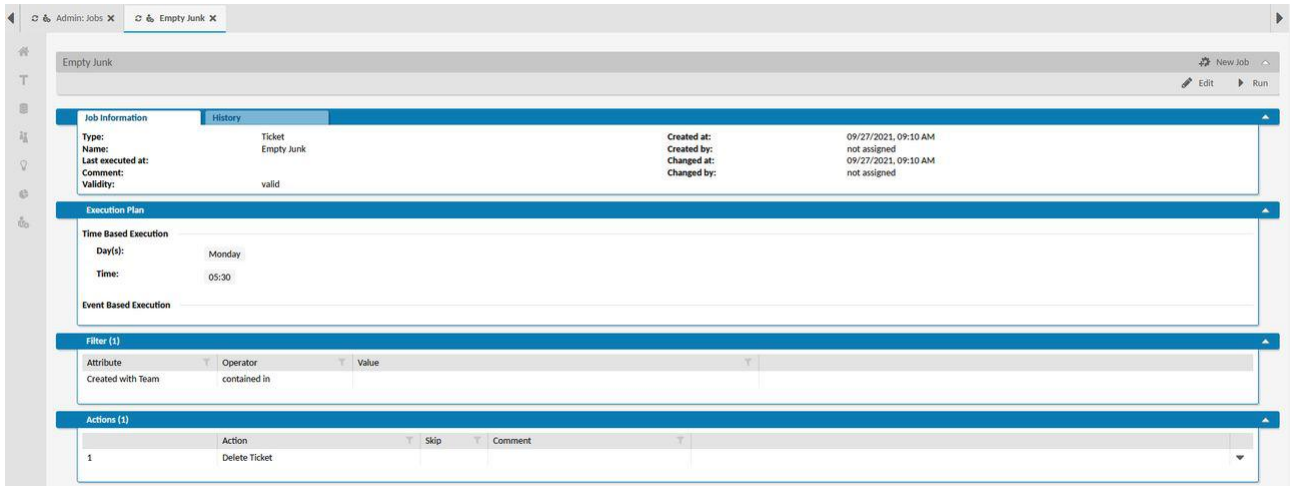 Admin: Jobs Empty Junk
Empty Junk New Job
Edit Run
Job Information History
Type: Ticket Created at: 09/27/2021, 09:10 AM
Name: Empty Junk Created by: not assigned
Last executed at: Changed at: 09/27/2021, 09:10 AM
Comment: Changed by: not assigned
Validity: valid
Execution Plan
Time Based Execution
Day(s): Monday
Time: 05:30
Event Based Execution
Filter (1)
Attribute Operator Value
Created with Team contained in
Actions (1)
Action Skip Comment
1 Delete Ticket